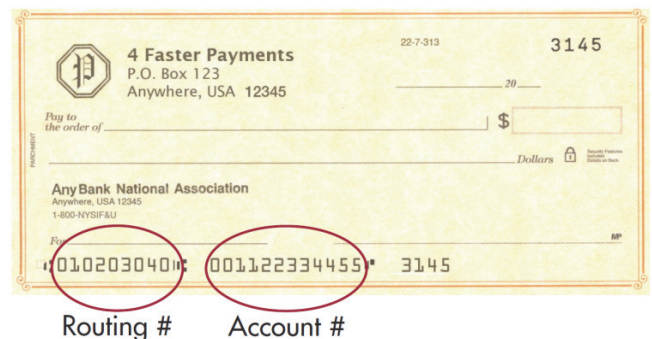 4 Faster Payments 22-7-313 3145
P.O. Box 123
Anywhere, USA 12345
20
Pay to
the order of $
PARCHMENT
Dollars Security Features
Included
Details on Back
AnyBank National Association
Anywhere, USA 12345
1-800-NYSIF&U
For MP
⑆010203040⑆ 001122334455⑈ 3145
Routing # Account #